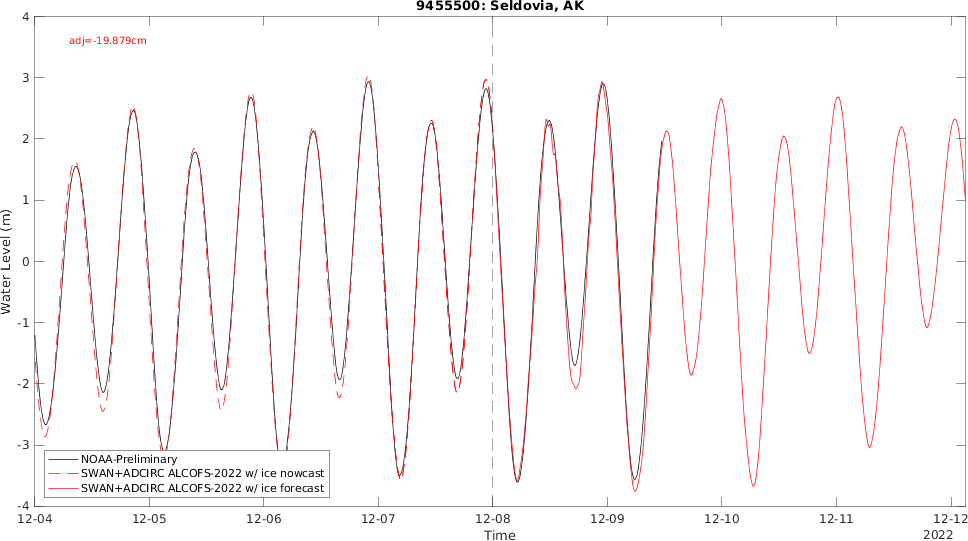 9455500: Seldovia, AK
adj=-19.879cm
Water Level (m)
4
3
2
1
0
-1
-2
-3
-4
NOAA-Preliminary
SWAN+ADCIRC ALCOFS-2022 w/ ice nowcast
SWAN+ADCIRC ALCOFS-2022 w/ ice forecast
12-04 12-05 12-06 12-07 12-08 12-09 12-10 12-11 12-12
Time
2022